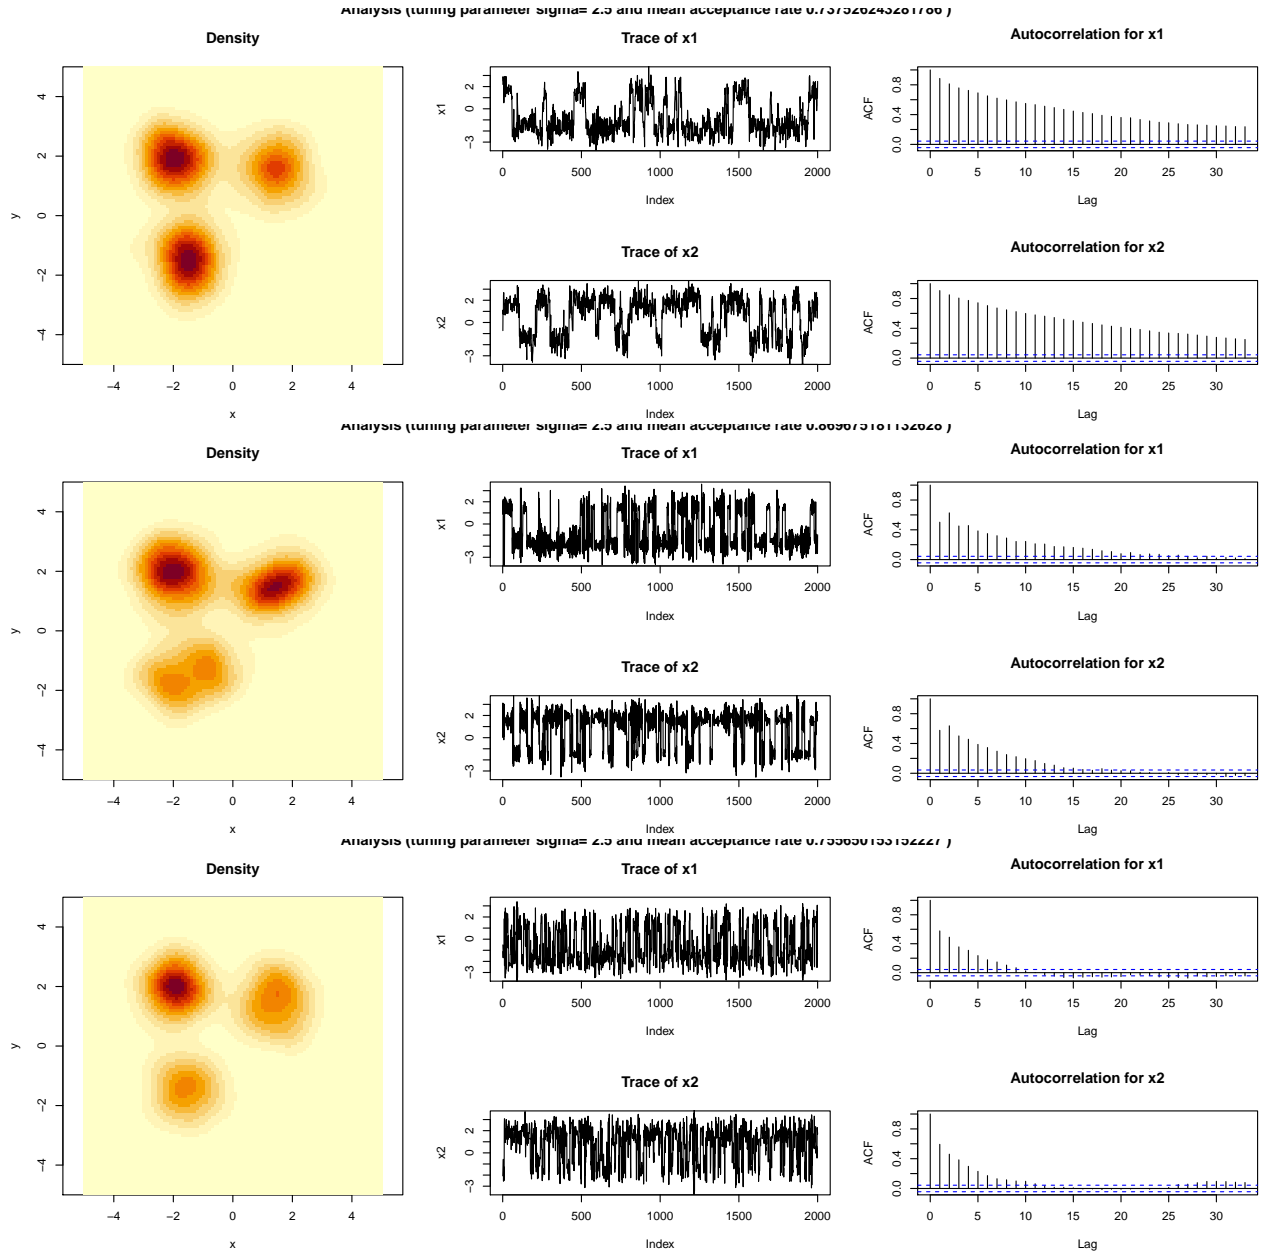 Analysis (tuning parameter sigma= 2.5 and mean acceptance rate 0.737526243281786 )
Density
y
4
2
0
−2
−4
−4 −2 0 2 4
x
Trace of x1
x1
2
0
−3
0 500 1000 1500 2000
Index
Autocorrelation for x1
ACF
0.8
0.4
0.0
0 5 10 15 20 25 30
Lag
Trace of x2
x2
2
0
−3
0 500 1000 1500 2000
Index
Autocorrelation for x2
ACF
0.8
0.4
0.0
0 5 10 15 20 25 30
Lag
Analysis (tuning parameter sigma= 2.5 and mean acceptance rate 0.869675181132628 )
Density
y
4
2
0
−2
−4
−4 −2 0 2 4
x
Trace of x1
x1
2
0
−3
0 500 1000 1500 2000
Index
Autocorrelation for x1
ACF
0.8
0.4
0.0
0 5 10 15 20 25 30
Lag
Trace of x2
x2
2
0
−3
0 500 1000 1500 2000
Index
Autocorrelation for x2
ACF
0.8
0.4
0.0
0 5 10 15 20 25 30
Lag
Analysis (tuning parameter sigma= 2.5 and mean acceptance rate 0.755650153152227 )
Density
y
4
2
0
−2
−4
−4 −2 0 2 4
x
Trace of x1
x1
2
0
−3
0 500 1000 1500 2000
Index
Autocorrelation for x1
ACF
0.8
0.4
0.0
0 5 10 15 20 25 30
Lag
Trace of x2
x2
2
0
−3
0 500 1000 1500 2000
Index
Autocorrelation for x2
ACF
0.8
0.4
0.0
0 5 10 15 20 25 30
Lag